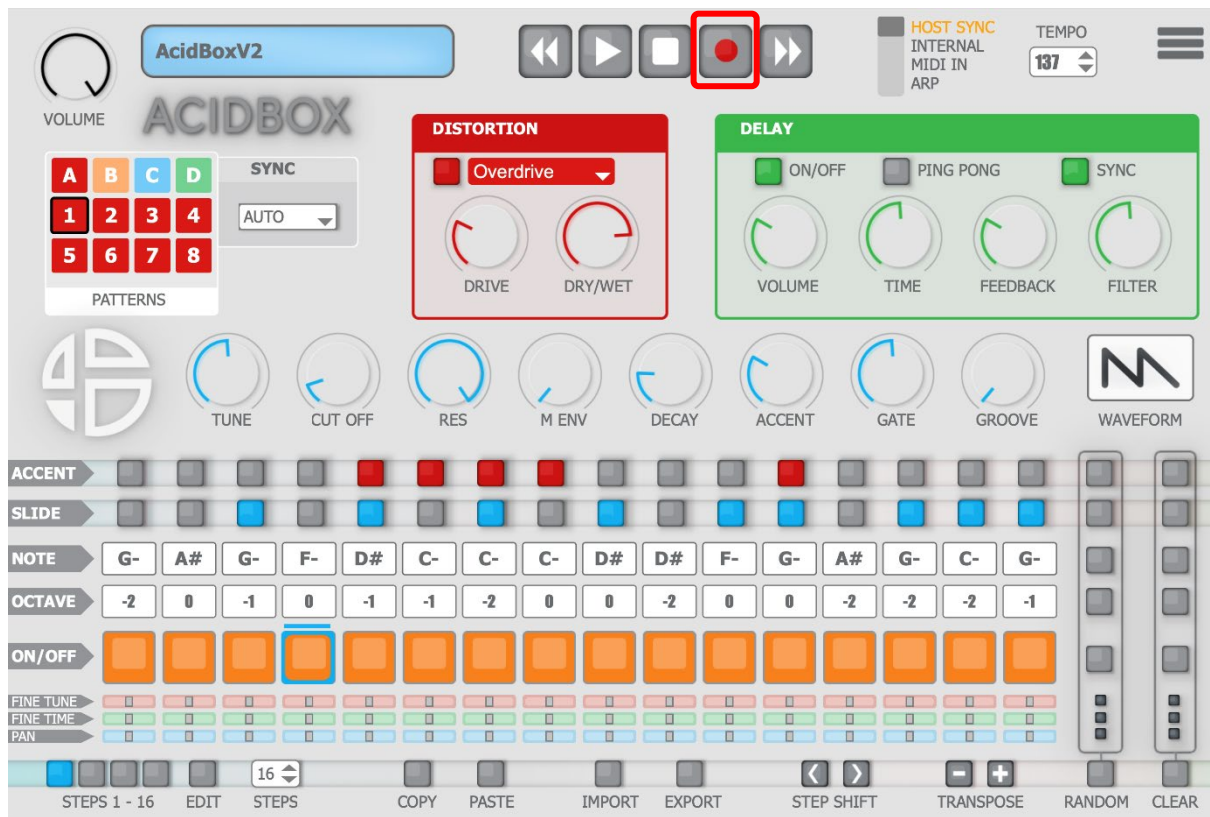 AcidBoxV2
HOST SYNC
INTERNAL
MIDI IN
ARP
TEMPO
137
VOLUME
ACIDBOX
A B C D
1 2 3 4
5 6 7 8
PATTERNS
SYNC
AUTO
DISTORTION
Overdrive
DRIVE DRY/WET
DELAY
ON/OFF PING PONG SYNC
VOLUME TIME FEEDBACK FILTER
TUNE CUT OFF RES M ENV DECAY ACCENT GATE GROOVE WAVEFORM
ACCENT
SLIDE
NOTE G- A# G- F- D# C- C- C- D# D# F- G- A# G- C- G-
OCTAVE -2 0 -1 0 -1 -1 -2 0 0 -2 0 0 -2 -2 -2 -1
ON/OFF
FINE TUNE
FINE TIME
PAN
16
STEPS 1 - 16 EDIT STEPS COPY PASTE IMPORT EXPORT STEP SHIFT TRANSPOSE RANDOM CLEAR